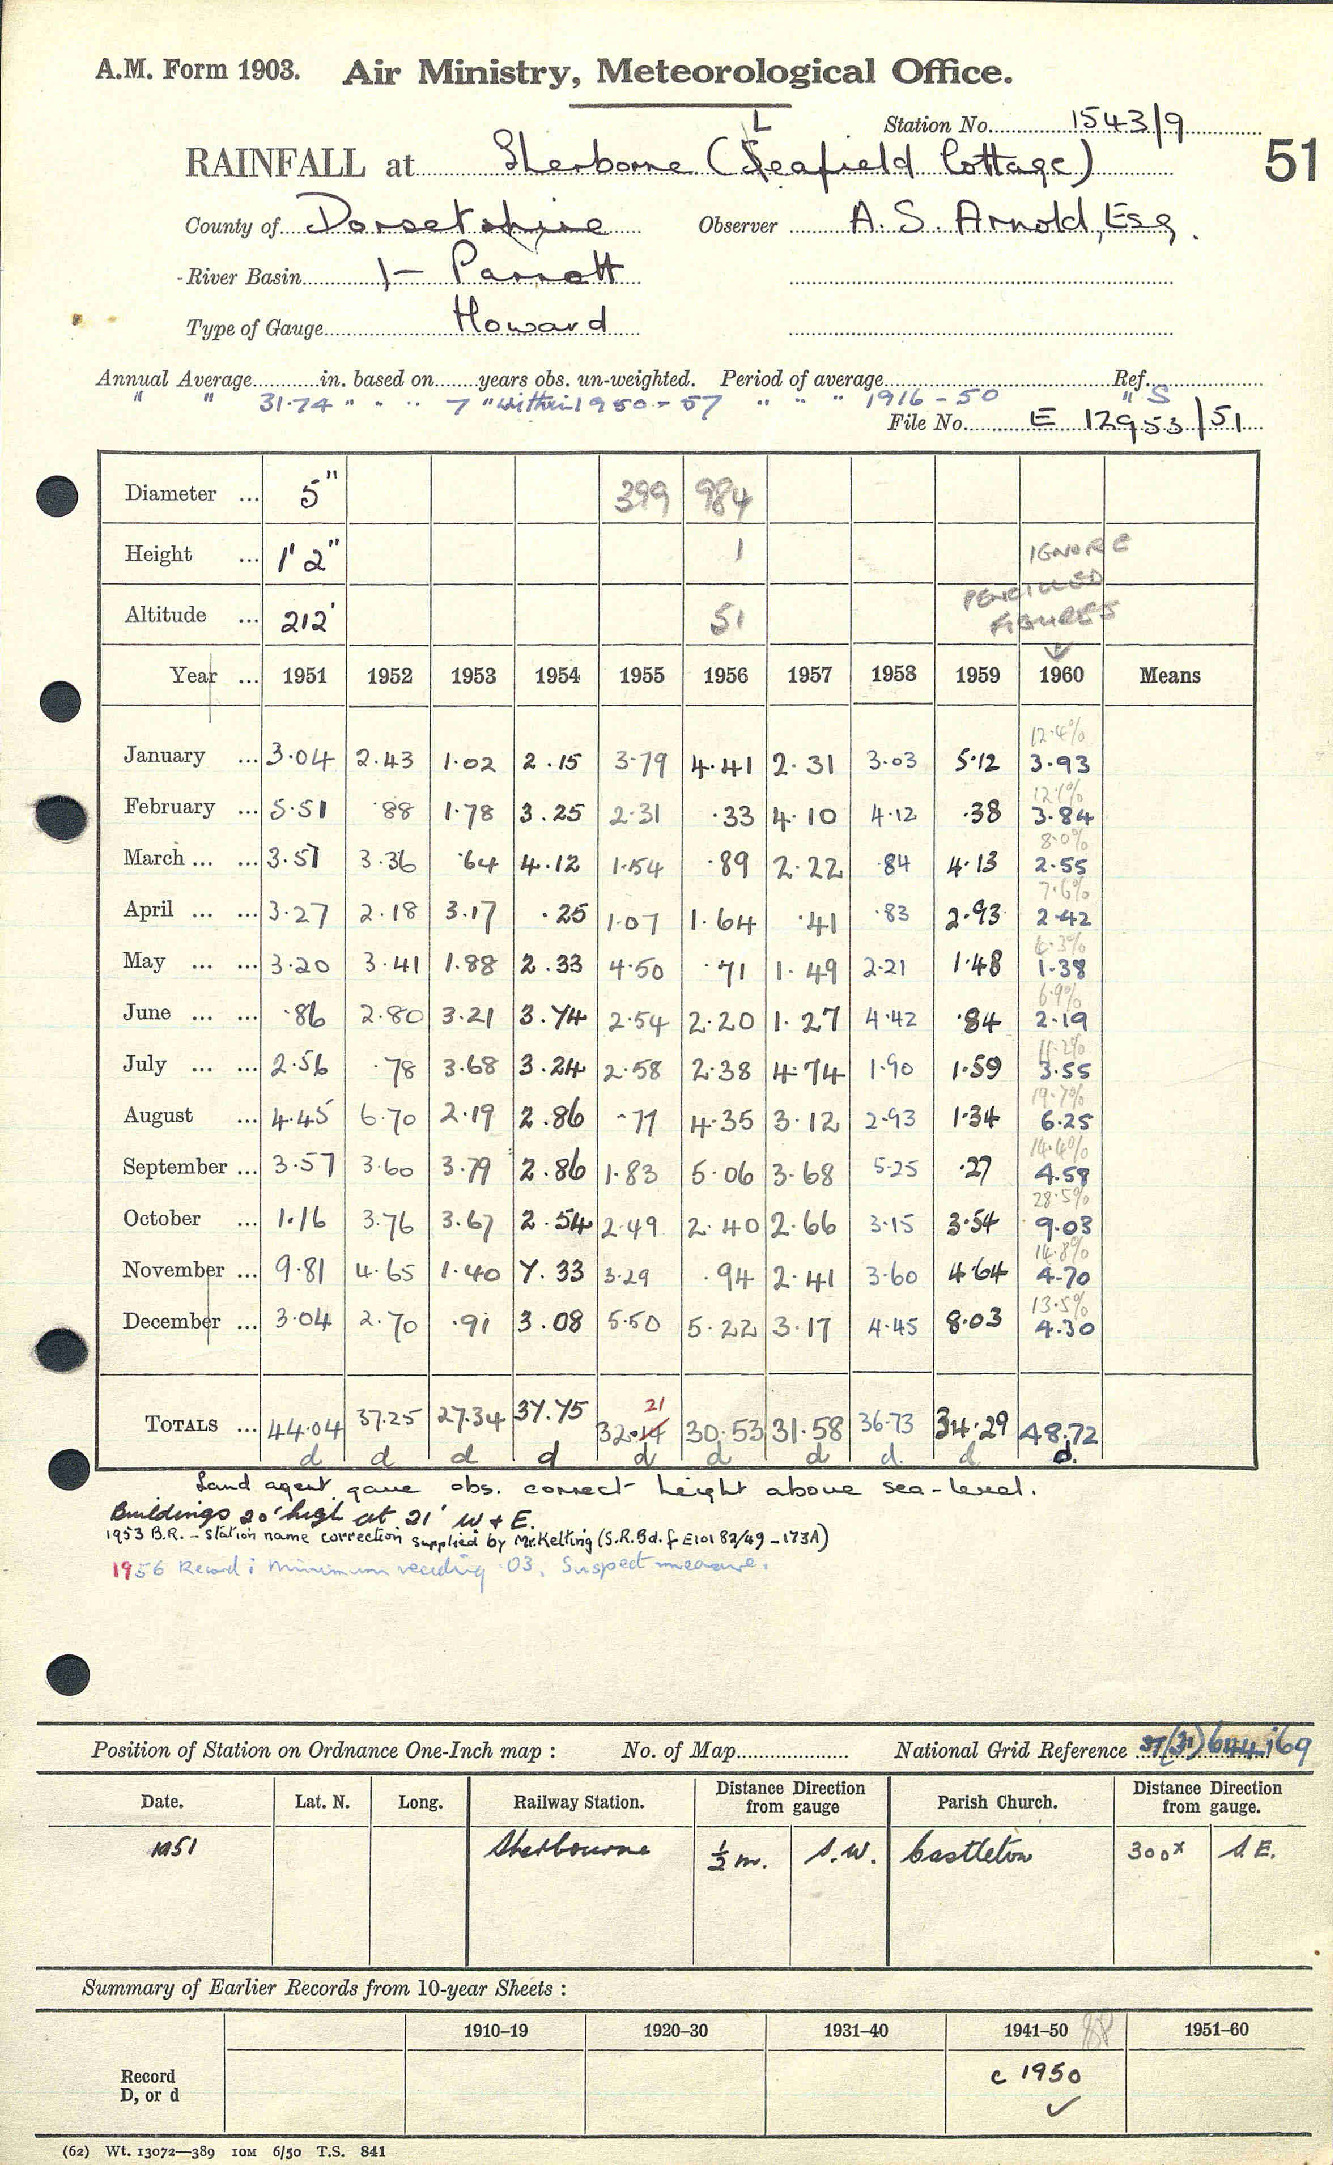 A.M. Form 1903. Air Ministry, Meteorological Office.
Station No. 1543/9
51
L
RAINFALL at Sherborne (Seafield Cottage)
County of Dorsetshire Observer A. S. Arnold, Esq.
River Basin 1- Parrett
Type of Gauge Howard
Annual Average in. based on years obs. un-weighted. Period of average Ref.
" " 31.74 " " " 7 " within 1950-57 " " " 1916-50 " S
File No. E 12953/51
Diameter ... 5" 399 984
Height ... 1' 2" 1 IGNORE
Altitude ... 212' 51 PENCILLED FIGURES
Year ... 1951 1952 1953 1954 1955 1956 1957 1958 1959 1960 Means
12.4%
January ... 3.04 2.43 1.02 2.15 3.79 4.41 2.31 3.03 5.12 3.93
12.1%
February ... 5.51 .88 1.78 3.25 2.31 .33 4.10 4.12 .38 3.84
8.0%
March ... ... 3.57 3.36 .64 4.12 1.54 .89 2.22 .84 4.13 2.55
7.6%
April ... ... 3.27 2.18 3.17 .25 1.07 1.64 .41 .83 2.93 2.42
4.3%
May ... ... 3.20 3.41 1.88 2.33 4.50 .71 1.49 2.21 1.48 1.38
6.9%
June ... ... .86 2.80 3.21 3.74 2.54 2.20 1.27 4.42 .84 2.19
11.2%
July ... ... 2.56 .78 3.68 3.24 2.58 2.38 4.74 1.90 1.59 3.55
19.7%
August ... 4.45 6.70 2.19 2.86 .77 4.35 3.12 2.93 1.34 6.25
14.4%
September ... 3.57 3.60 3.79 2.86 1.83 5.06 3.68 5.25 .27 4.58
28.5%
October ... 1.16 3.76 3.67 2.54 2.49 2.40 2.66 3.15 3.54 9.03
14.8%
November ... 9.81 4.65 1.40 7.33 3.29 .94 2.41 3.60 4.64 4.70
13.5%
December ... 3.04 2.70 .91 3.08 5.50 5.22 3.17 4.45 8.03 4.30
21
TOTALS ... 44.04 37.25 27.34 37.75 32.17 30.53 31.58 36.73 34.29 48.72
d d d d d d d d d d.
Land agent gave obs. correct height above sea-level.
Buildings 20' high at 21' W & E.
1953 B.R. - Station name correction supplied by Mr. Kelting (S.R.Bd. f E10182/49 - 173A)
1956 Record: Minimum reading .03. Suspect measure.
Position of Station on Ordnance One-Inch map : No. of Map National Grid Reference 31 (31) 644169
Date. Lat. N. Long. Railway Station. Distance from gauge Direction Parish Church. Distance from gauge. Direction
1951 Sherbourne ½ m. S.W. Castleton 300x S.E.
Summary of Earlier Records from 10-year Sheets :
1910–19 1920–30 1931–40 1941–50 1951–60
Record D, or d c 1950 ✓
(62) Wt. 13072—389 10M 6/50 T.S. 841